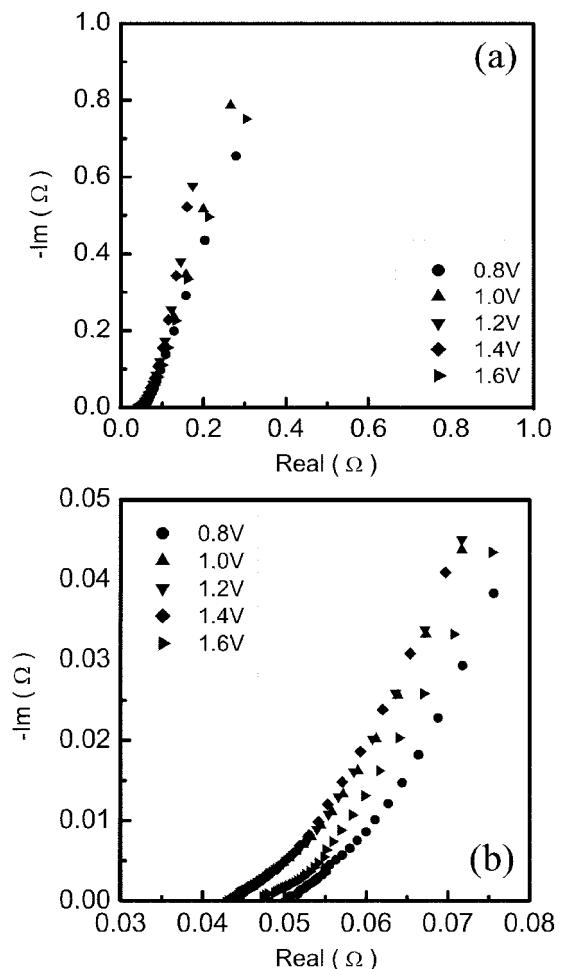 (a)
1.0
0.8
0.6
0.4
0.2
0.0
-Im ( Ω )
0.8V
1.0V
1.2V
1.4V
1.6V
0.0 0.2 0.4 0.6 0.8 1.0
Real ( Ω )
0.05
0.04
0.03
0.02
0.01
0.00
-Im ( Ω )
0.8V
1.0V
1.2V
1.4V
1.6V
(b)
0.03 0.04 0.05 0.06 0.07 0.08
Real ( Ω )